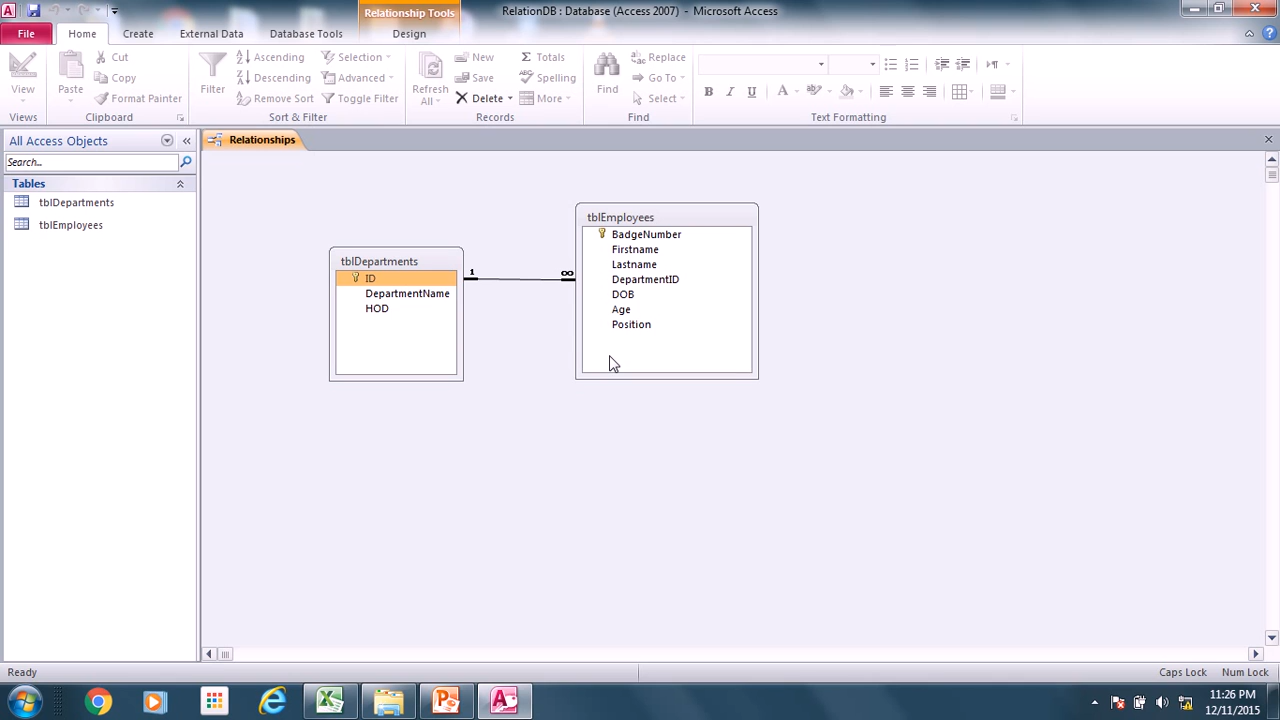 RelationDB : Database (Access 2007) - Microsoft Access
Relationship Tools
File Home Create External Data Database Tools Design
View
Views
Paste
Cut
Copy
Format Painter
Clipboard
Filter
Ascending
Descending
Remove Sort
Selection
Advanced
Toggle Filter
Sort & Filter
Refresh
All
New
Save
Delete
Totals
Spelling
More
Records
Find
Replace
Go To
Select
Find
B I U A ab
Text Formatting
All Access Objects
Search...
Tables
tblDepartments
tblEmployees
Relationships
tblDepartments
ID
DepartmentName
HOD
1
∞
tblEmployees
BadgeNumber
Firstname
Lastname
DepartmentID
DOB
Age
Position
Ready
Caps Lock Num Lock
11:26 PM
12/11/2015